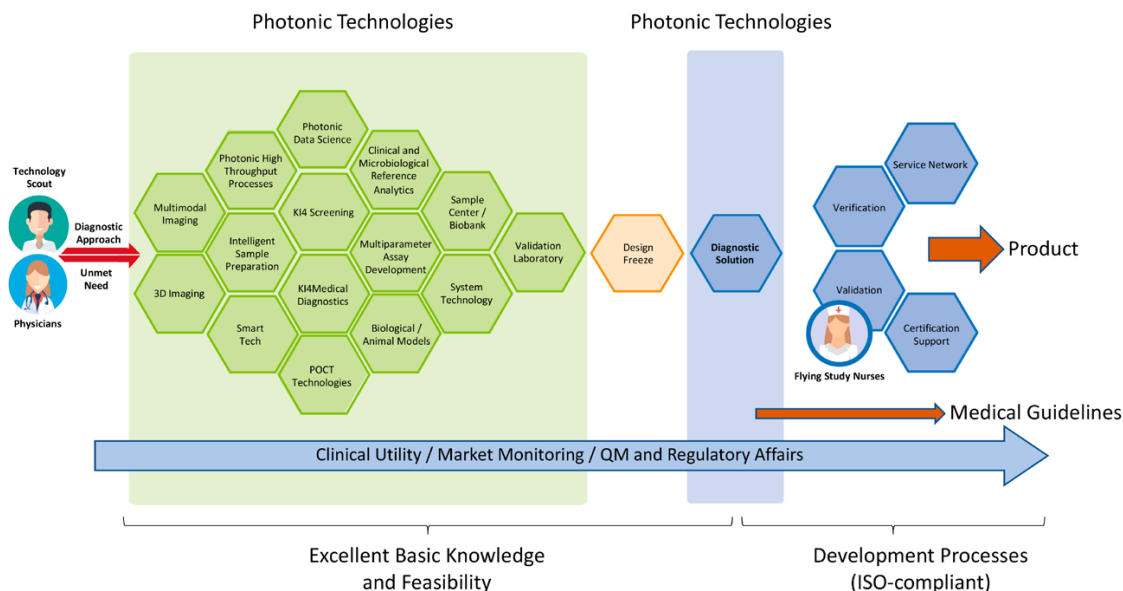 Photonic Technologies
Photonic Technologies
Technology
Scout
Diagnostic
Approach
Unmet
Need
Physicians
Photonic
Data Science
Photonic High
Throughput
Processes
Clinical and
Microbiological
Reference
Analytics
Multimodal
Imaging
KI4 Screening
Sample
Center /
Biobank
Intelligent
Sample
Preparation
Multiparameter
Assay
Development
Validation
Laboratory
3D Imaging
KI4Medical
Diagnostics
System
Technology
Smart
Tech
Biological /
Animal Models
POCT
Technologies
Design
Freeze
Diagnostic
Solution
Service Network
Verification
Validation
Certification
Support
Flying Study Nurses
Product
Medical Guidelines
Clinical Utility / Market Monitoring / QM and Regulatory Affairs
Excellent Basic Knowledge
and Feasibility
Development Processes
(ISO-compliant)